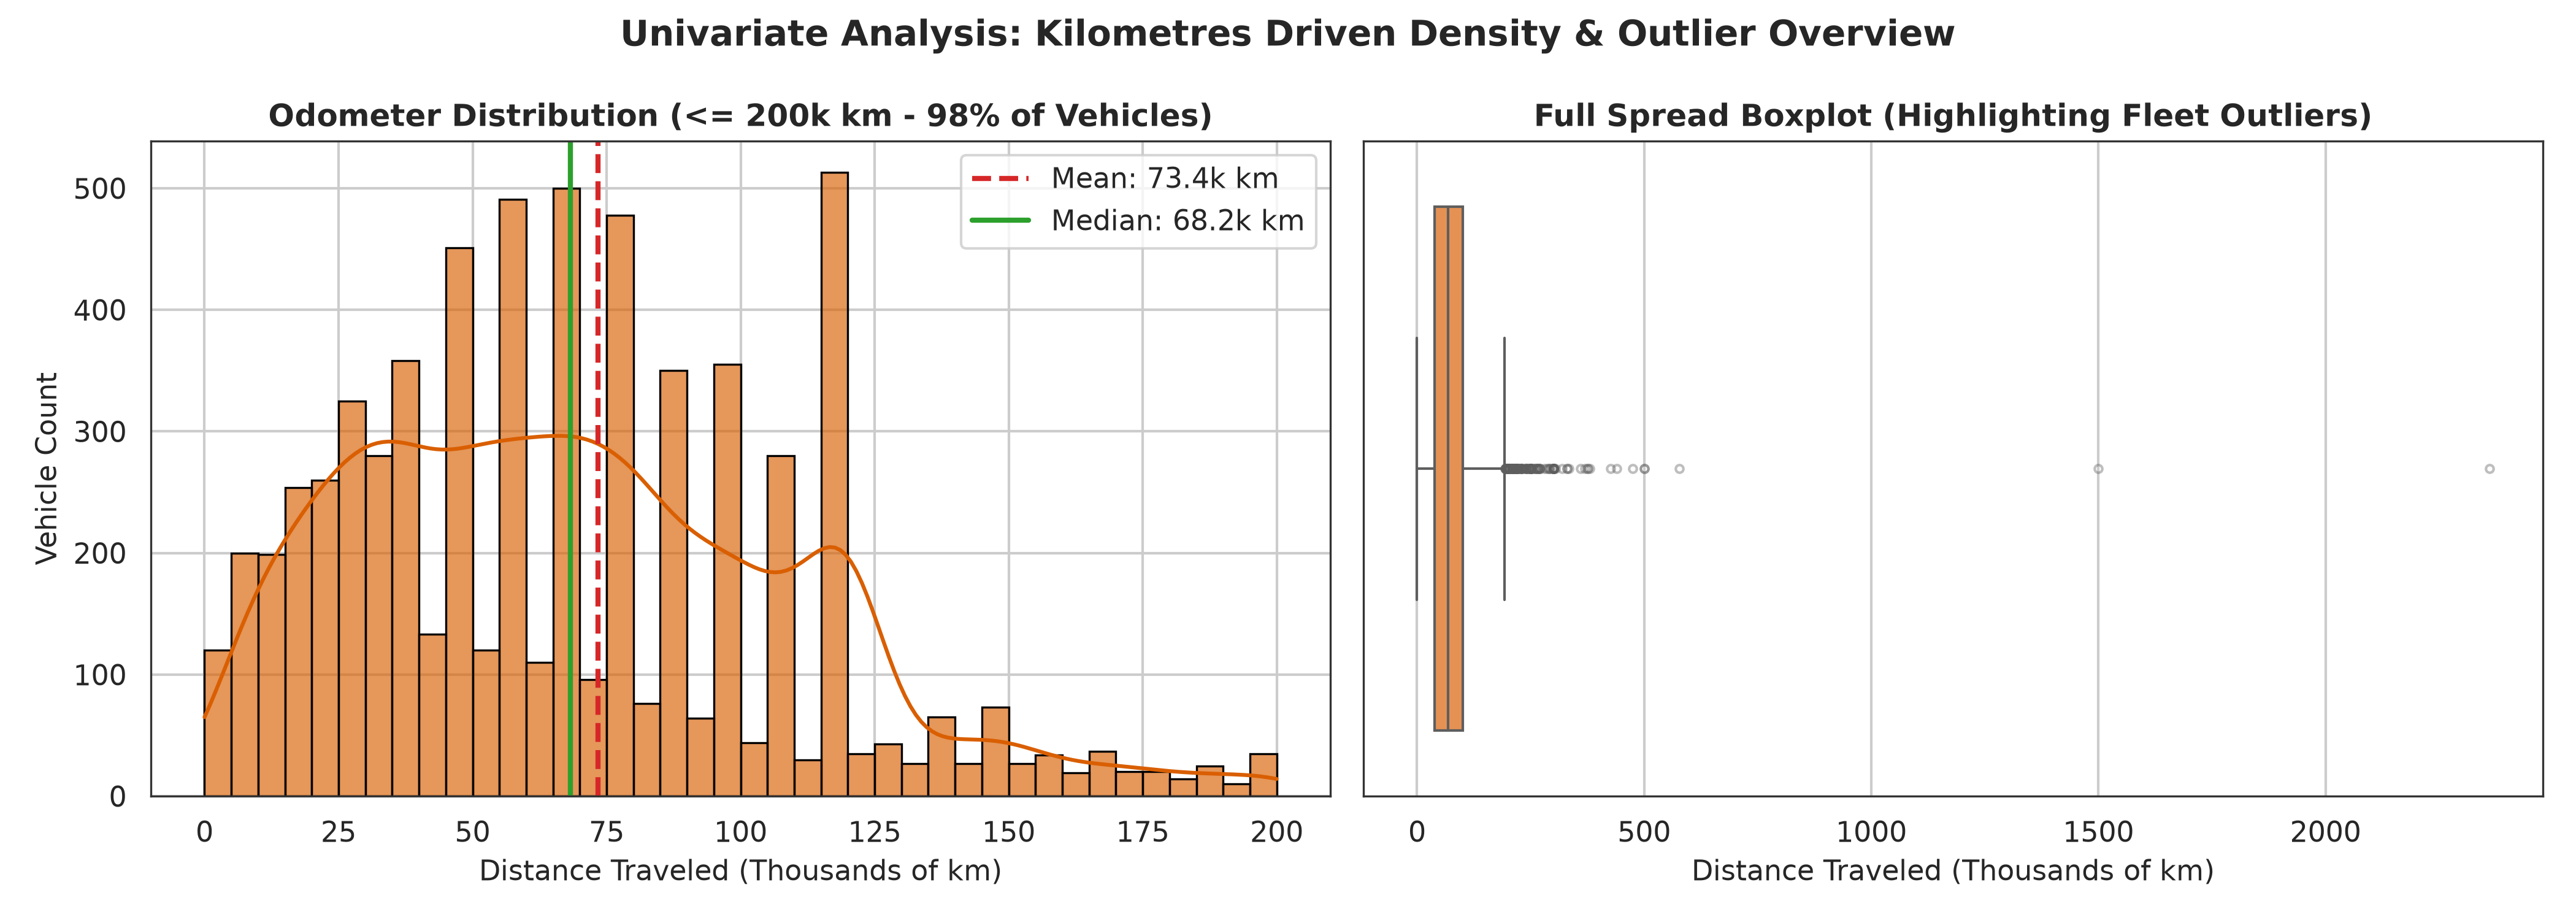 Univariate Analysis: Kilometres Driven Density & Outlier Overview
Odometer Distribution (<= 200k km - 98% of Vehicles)
Mean: 73.4k km
Median: 68.2k km
Vehicle Count
500
400
300
200
100
0
0 25 50 75 100 125 150 175 200
Distance Traveled (Thousands of km)
Full Spread Boxplot (Highlighting Fleet Outliers)
0 500 1000 1500 2000
Distance Traveled (Thousands of km)